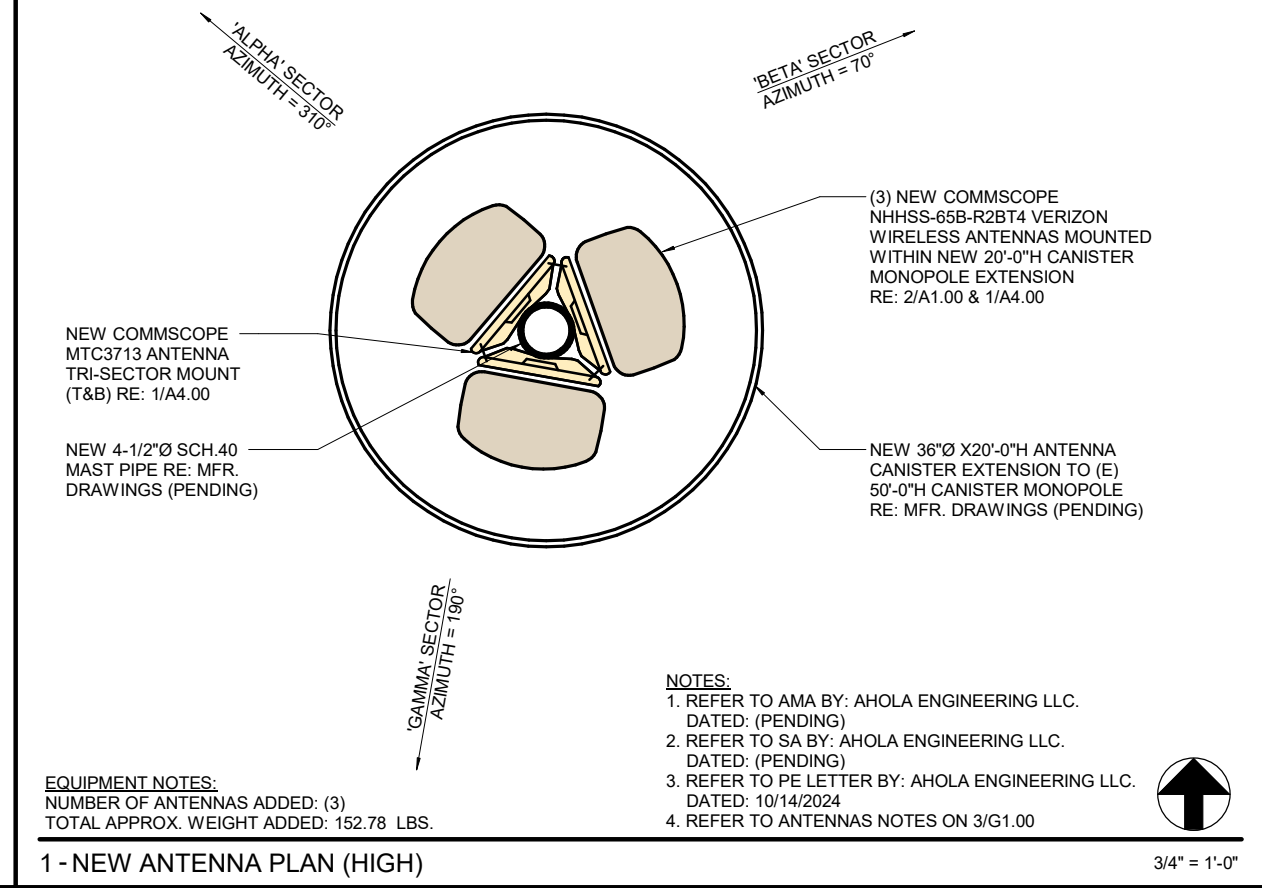 'ALPHA' SECTOR
AZIMUTH = 310°
'BETA' SECTOR
AZIMUTH = 70°
(3) NEW COMMSCOPE
NHHSS-65B-R2BT4 VERIZON
WIRELESS ANTENNAS MOUNTED
WITHIN NEW 20'-0"H CANISTER
MONOPOLE EXTENSION
RE: 2/A1.00 & 1/A4.00
NEW COMMSCOPE
MTC3713 ANTENNA
TRI-SECTOR MOUNT
(T&B) RE: 1/A4.00
NEW 4-1/2"Ø SCH.40
MAST PIPE RE: MFR.
DRAWINGS (PENDING)
NEW 36"Ø X20'-0"H ANTENNA
CANISTER EXTENSION TO (E)
50'-0"H CANISTER MONOPOLE
RE: MFR. DRAWINGS (PENDING)
'GAMMA' SECTOR
AZIMUTH = 190°
EQUIPMENT NOTES:
NUMBER OF ANTENNAS ADDED: (3)
TOTAL APPROX. WEIGHT ADDED: 152.78 LBS.
NOTES:
1. REFER TO AMA BY: AHOLA ENGINEERING LLC.
DATED: (PENDING)
2. REFER TO SA BY: AHOLA ENGINEERING LLC.
DATED: (PENDING)
3. REFER TO PE LETTER BY: AHOLA ENGINEERING LLC.
DATED: 10/14/2024
4. REFER TO ANTENNAS NOTES ON 3/G1.00
1 - NEW ANTENNA PLAN (HIGH)
3/4" = 1'-0"